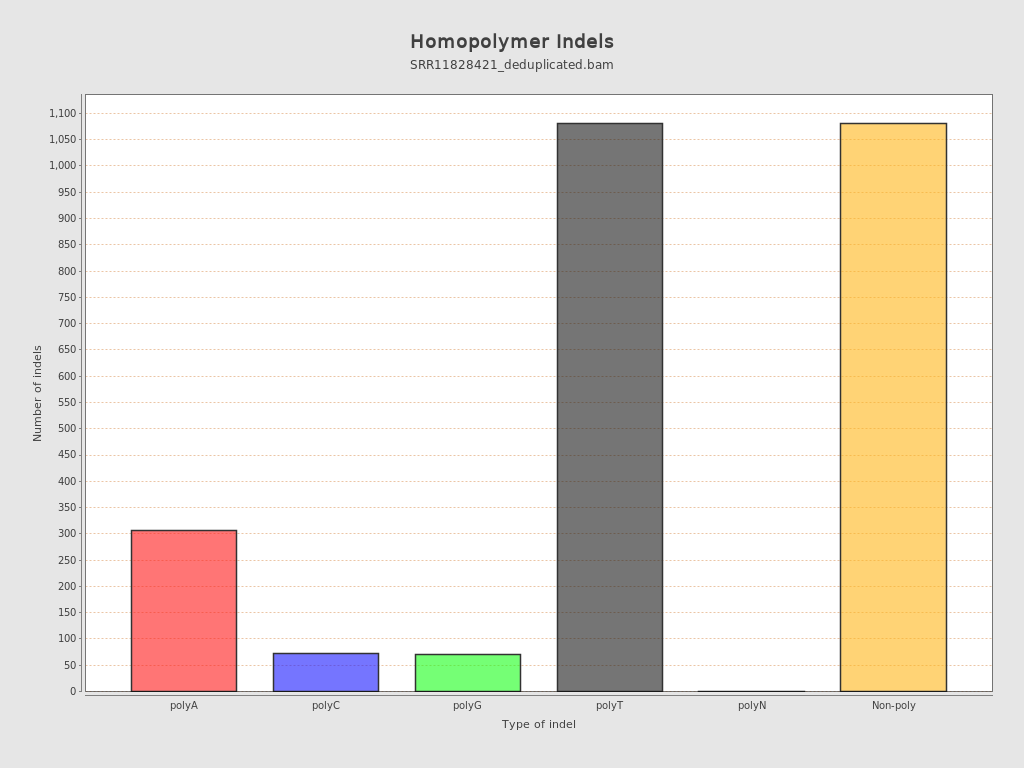 Homopolymer Indels
SRR11828421_deduplicated.bam
Number of indels
1,100
1,050
1,000
950
900
850
800
750
700
650
600
550
500
450
400
350
300
250
200
150
100
50
0
polyA
polyC
polyG
polyT
polyN
Non-poly
Type of indel